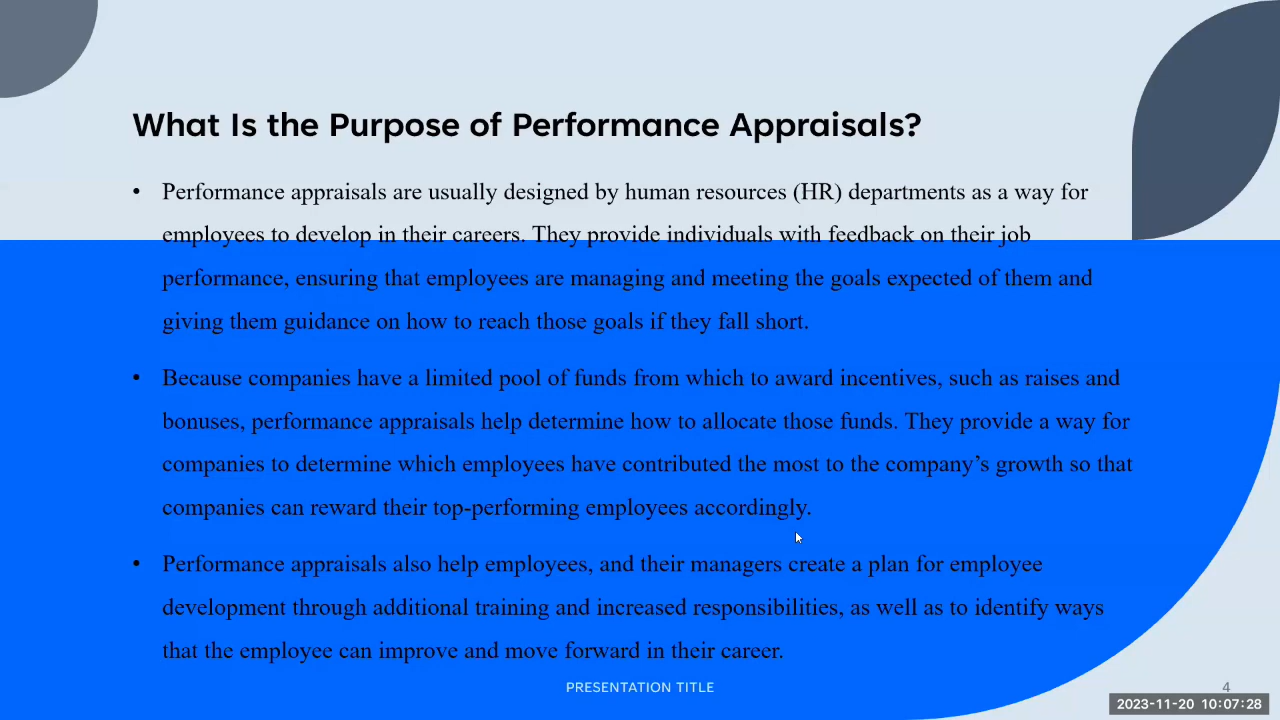 What Is the Purpose of Performance Appraisals?
• Performance appraisals are usually designed by human resources (HR) departments as a way for
employees to develop in their careers. They provide individuals with feedback on their job
performance, ensuring that employees are managing and meeting the goals expected of them and
giving them guidance on how to reach those goals if they fall short.
• Because companies have a limited pool of funds from which to award incentives, such as raises and
bonuses, performance appraisals help determine how to allocate those funds. They provide a way for
companies to determine which employees have contributed the most to the company’s growth so that
companies can reward their top-performing employees accordingly.
• Performance appraisals also help employees, and their managers create a plan for employee
development through additional training and increased responsibilities, as well as to identify ways
that the employee can improve and move forward in their career.
PRESENTATION TITLE
4
2023-11-20 10:07:28